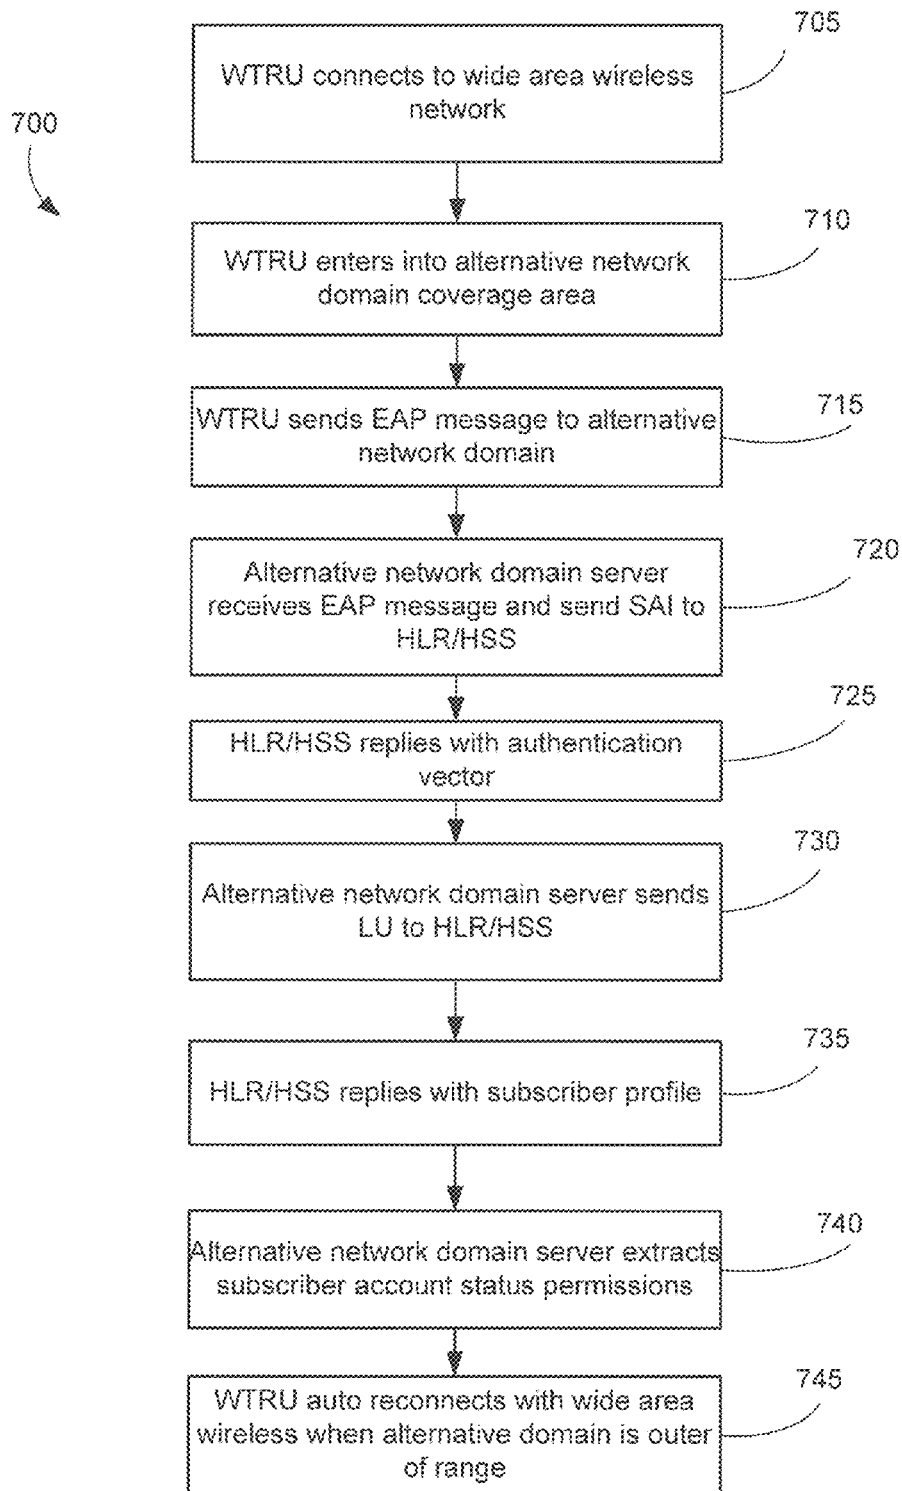 705
WTRU connects to wide area wireless
network
700
710
WTRU enters into alternative network
domain coverage area
715
WTRU sends EAP message to alternative
network domain
720
Alternative network domain server
receives EAP message and send SAI to
HLR/HSS
725
HLR/HSS replies with authentication
vector
730
Alternative network domain server sends
LU to HLR/HSS
735
HLR/HSS replies with subscriber profile
740
Alternative network domain server extracts
subscriber account status permissions
745
WTRU auto reconnects with wide area
wireless when alternative domain is outer
of range